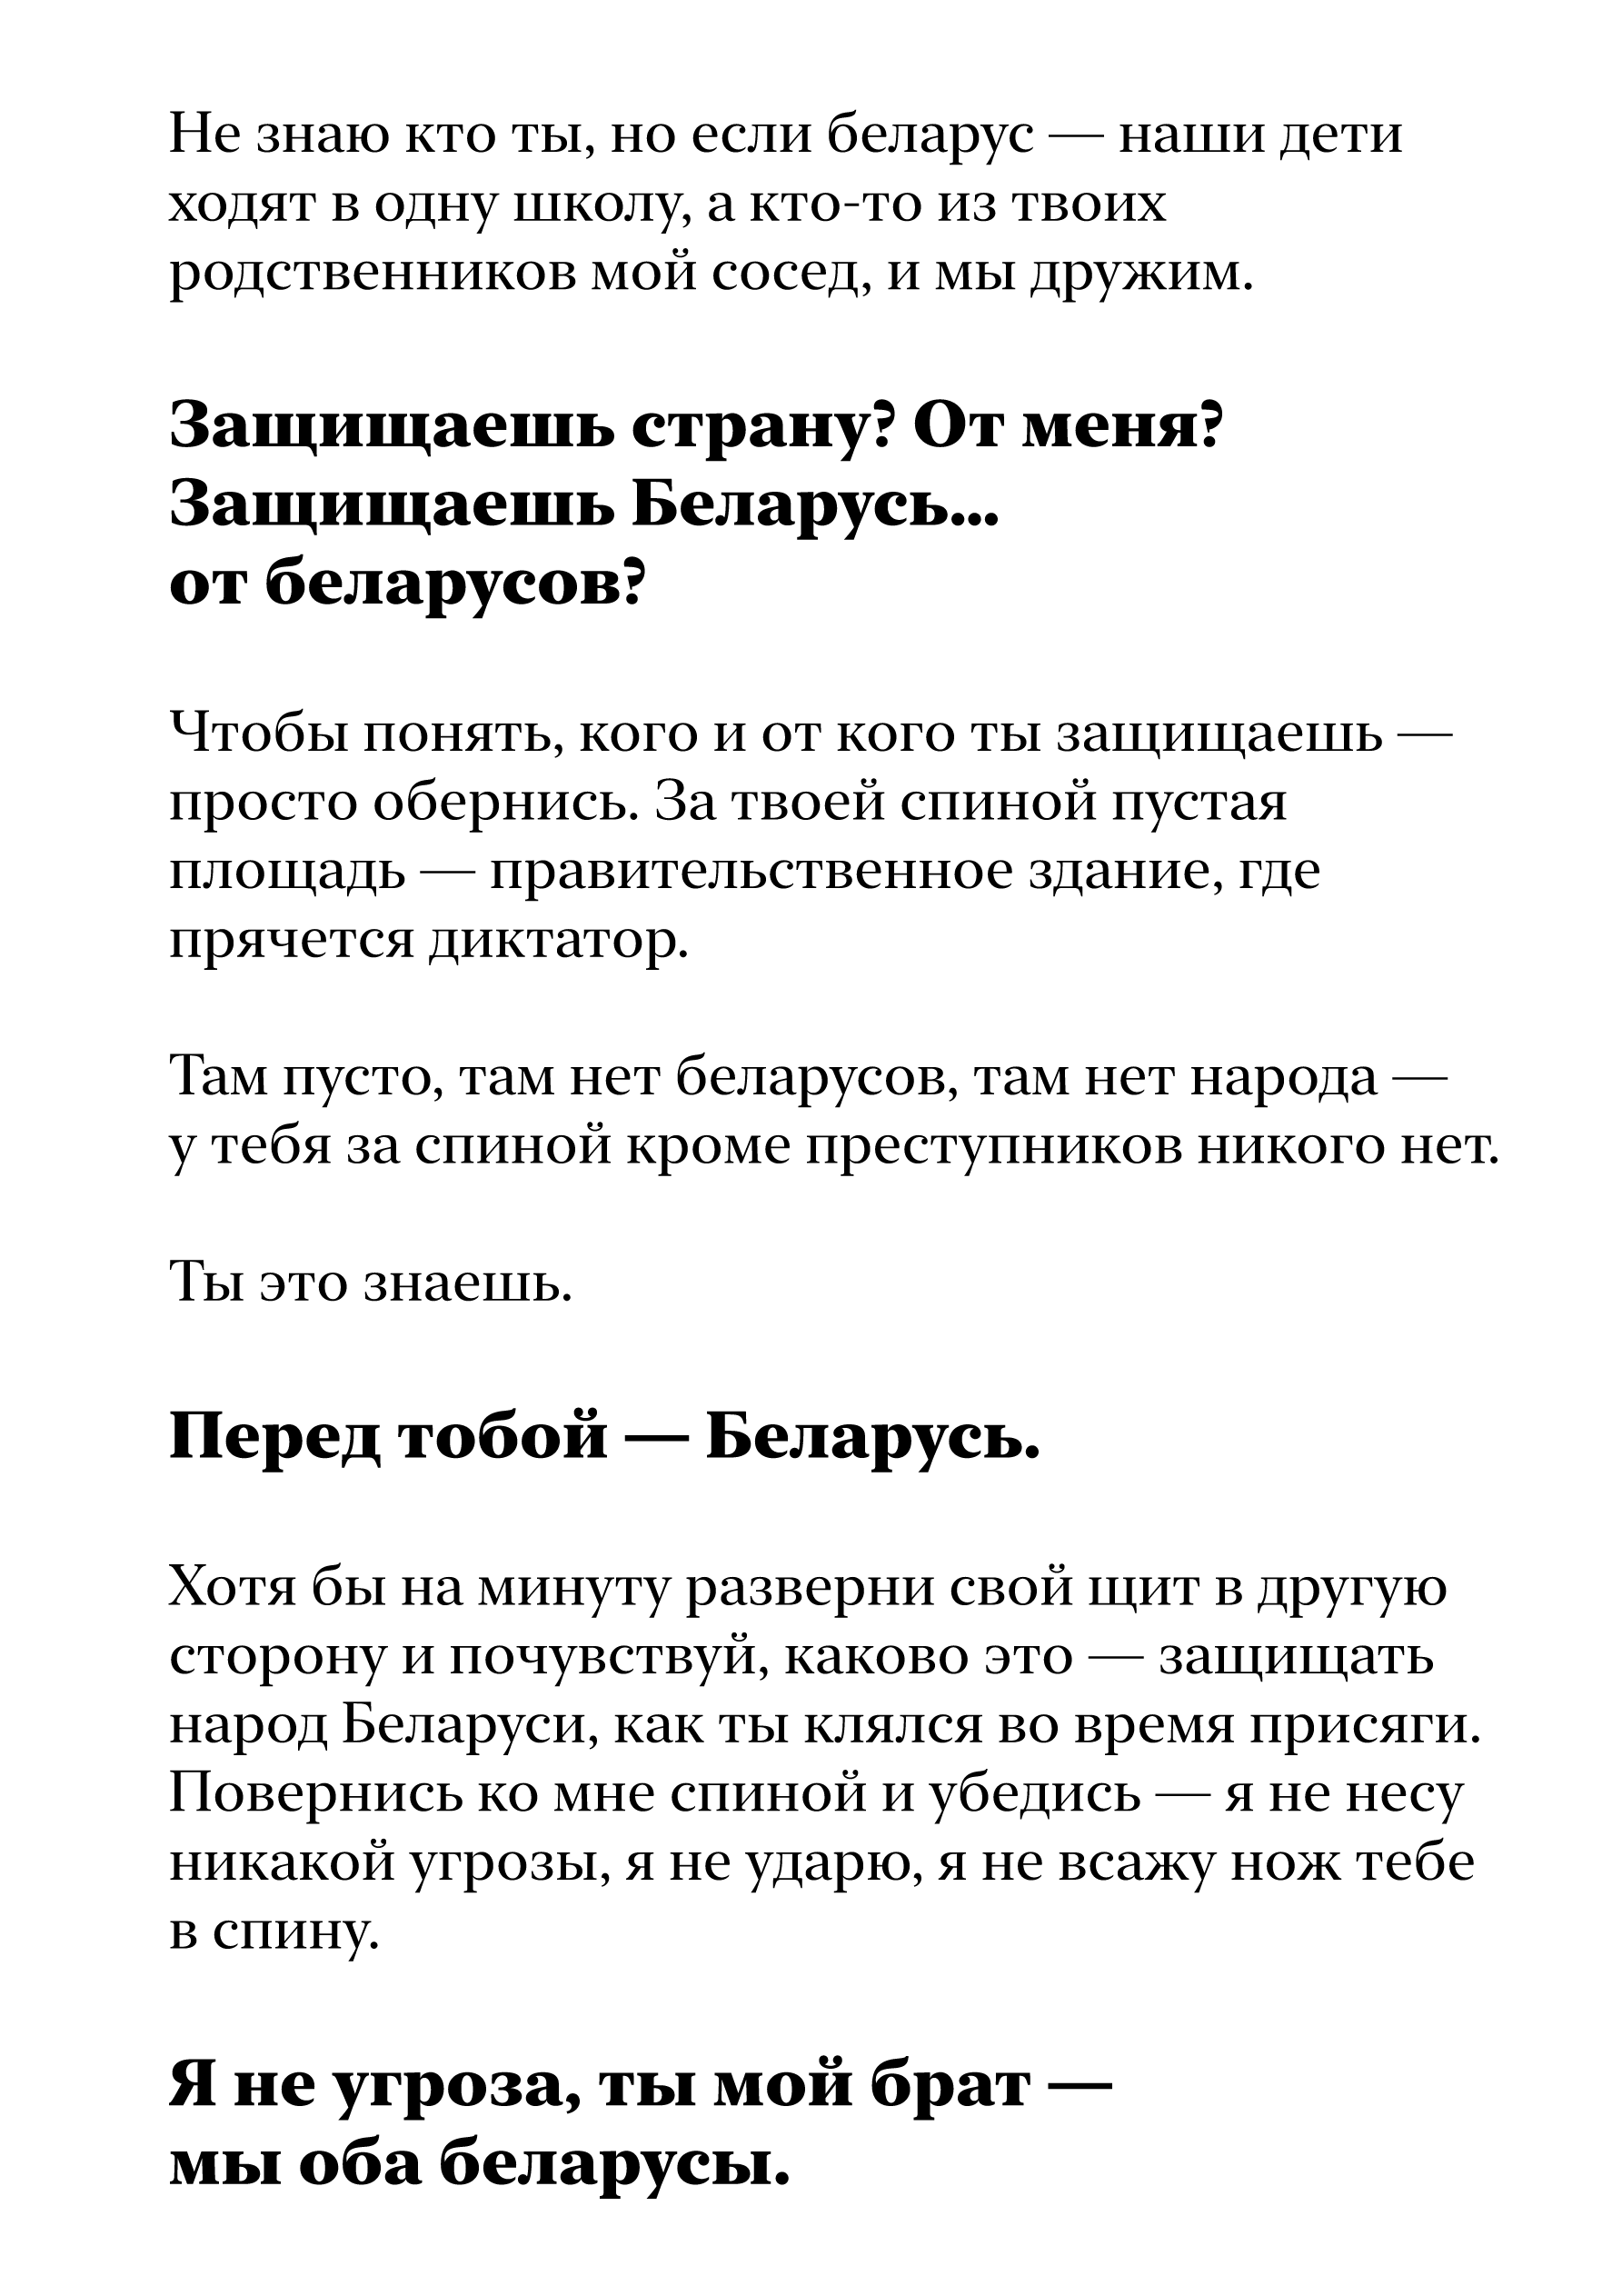 Не знаю кто ты, но если беларус — наши дети
ходят в одну школу, а кто-то из твоих
родственников мой сосед, и мы дружим.
Защищаешь страну? От меня?
Защищаешь Беларусь...
от беларусов?
Чтобы понять, кого и от кого ты защищаешь —
просто обернись. За твоей спиной пустая
площадь — правительственное здание, где
прячется диктатор.
Там пусто, там нет беларусов, там нет народа —
у тебя за спиной кроме преступников никого нет.
Ты это знаешь.
Перед тобой — Беларусь.
Хотя бы на минуту разверни свой щит в другую
сторону и почувствуй, каково это — защищать
народ Беларуси, как ты клялся во время присяги.
Повернись ко мне спиной и убедись — я не несу
никакой угрозы, я не ударю, я не всажу нож тебе
в спину.
Я не угроза, ты мой брат —
мы оба беларусы.